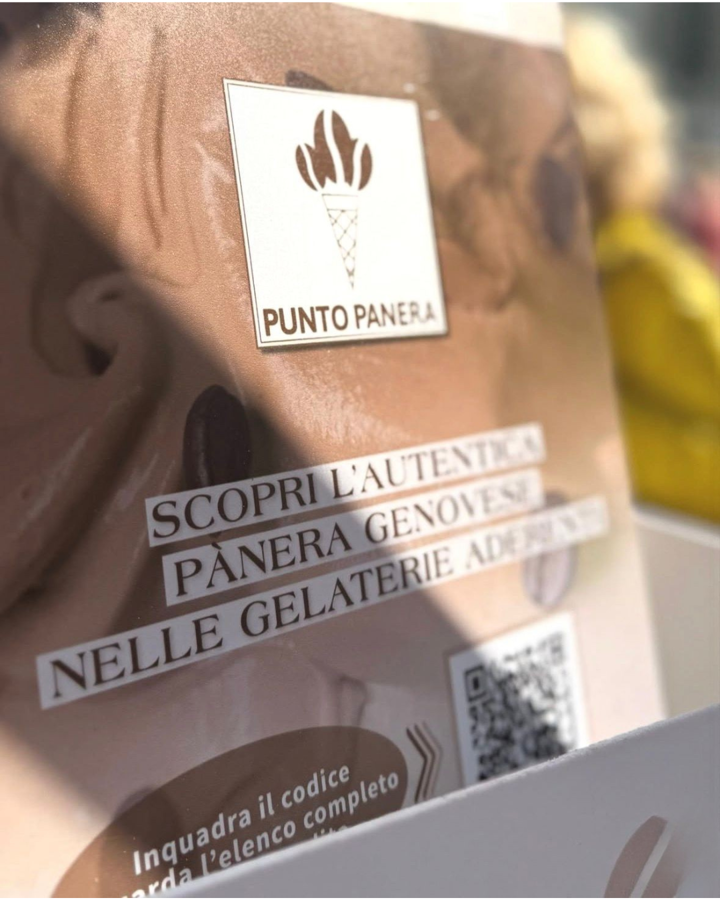 PUNTO PANERA
SCOPRI L'AUTENTICA
PÀNERA GENOVESE
NELLE GELATERIE ADERENTI
Inquadra il codice
l'elenco completo